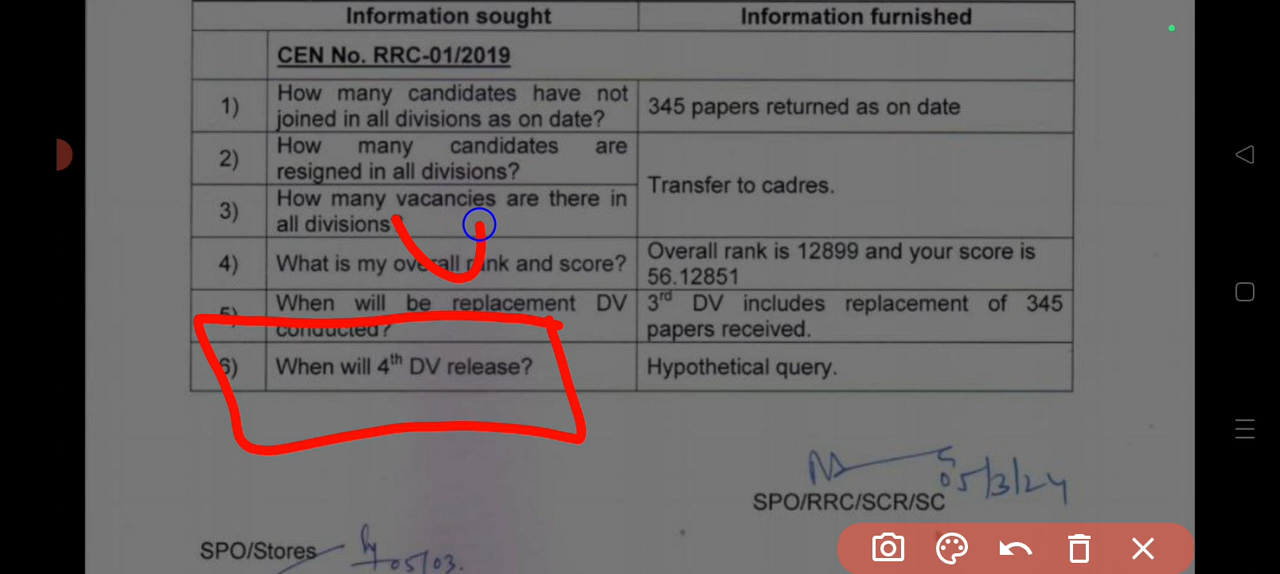 Information sought
Information furnished
CEN No. RRC-01/2019
1)
How many candidates have not
joined in all divisions as on date?
345 papers returned as on date
2)
How many candidates are
resigned in all divisions?
Transfer to cadres.
3)
How many vacancies are there in
all divisions
4)
What is my overall rank and score?
Overall rank is 12899 and your score is
56.12851
5)
When will be replacement DV
conducted?
3rd DV includes replacement of 345
papers received.
6)
When will 4th DV release?
Hypothetical query.
05/3/24
SPO/RRC/SCR/SC
SPO/Stores
05/03.